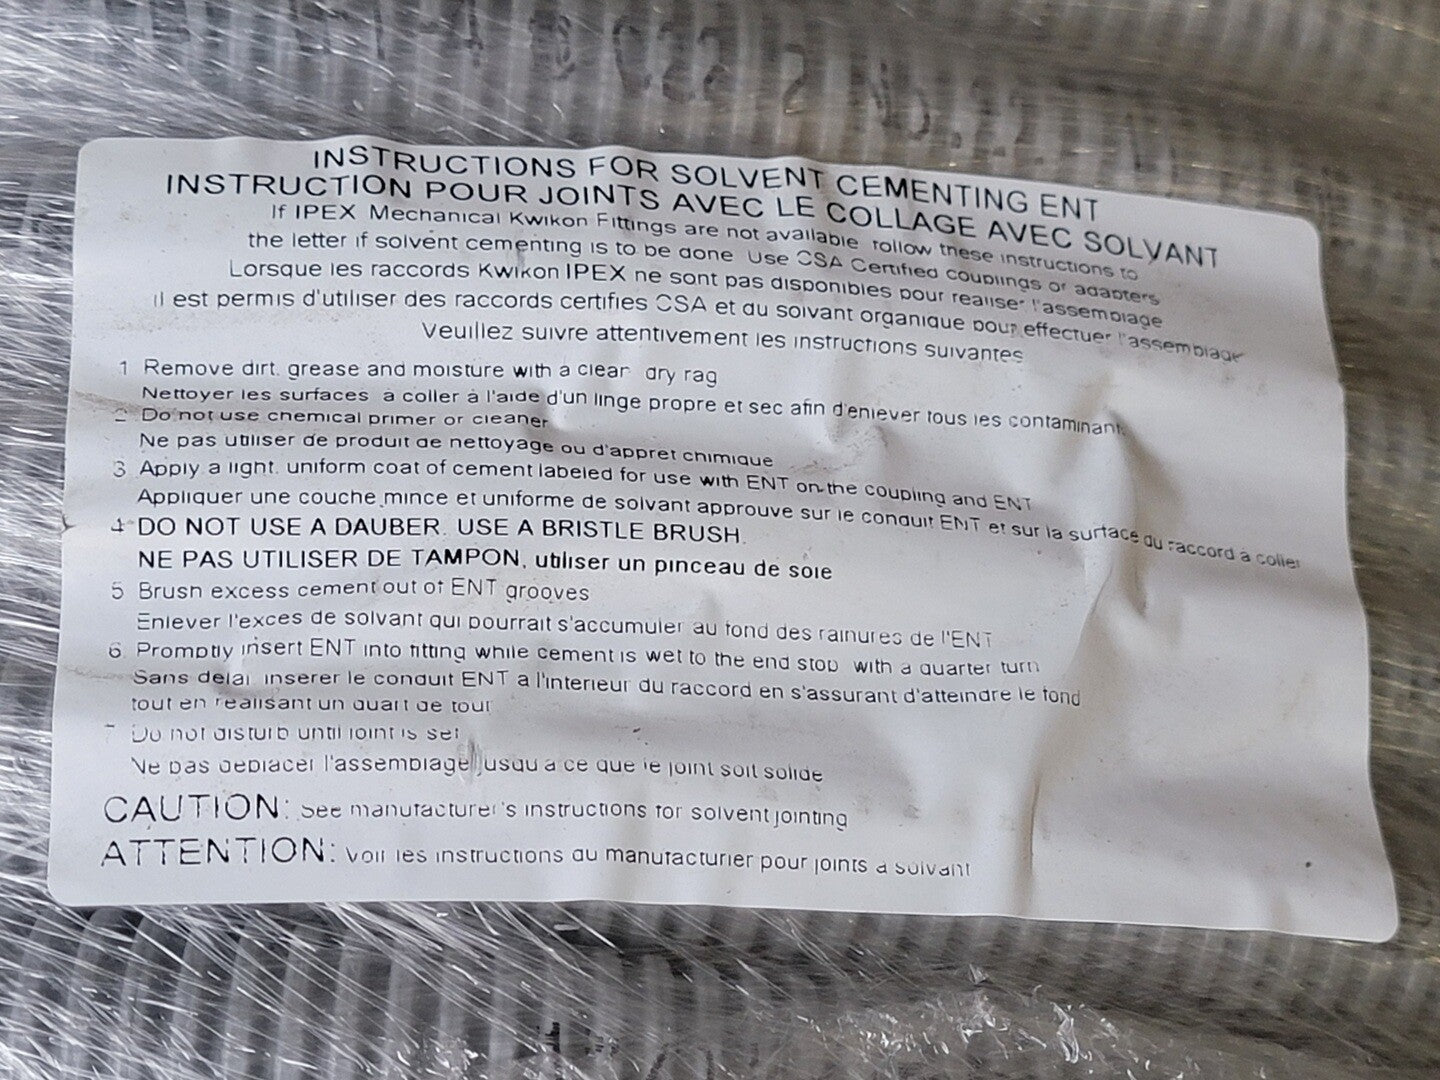 C22.2 No. 227.1
INSTRUCTIONS FOR SOLVENT CEMENTING ENT
INSTRUCTION POUR JOINTS AVEC LE COLLAGE AVEC SOLVANT
If IPEX Mechanical Kwikon Fittings are not available follow these instructions to
the letter if solvent cementing is to be done Use CSA Certified couplings or adapters
Lorsque les raccords Kwikon IPEX ne sont pas disponibles pour realiser l'assemblage
il est permis d'utiliser des raccords certifies CSA et du solvant organique pour effectuer l'assemblage
Veuillez suivre attentivement les instructions suivantes
1 Remove dirt, grease and moisture with a clean dry rag
Nettoyer les surfaces à coller à l'aide d'un linge propre et sec afin d'enlever tous les contaminants
2 Do not use chemical primer or cleaner
Ne pas utiliser de produit de nettoyage ou d'appret chimique
3 Apply a light, uniform coat of cement labeled for use with ENT on the coupling and ENT
Appliquer une couche mince et uniforme de solvant approuve sur le conduit ENT et sur la surface du raccord à coller
4 DO NOT USE A DAUBER. USE A BRISTLE BRUSH.
NE PAS UTILISER DE TAMPON, utiliser un pinceau de soie
5 Brush excess cement out of ENT grooves
Enlever l'exces de solvant qui pourrait s'accumuler au fond des rainures de l'ENT
6 Promptly insert ENT into fitting while cement is wet to the end stop with a quarter turn
Sans delai inserer le conduit ENT a l'interieur du raccord en s'assurant d'atteindre le fond
tout en realisant un quart de tour
7 Do not disturb until joint is set
Ne pas deplacer l'assemblage jusqu a ce que le joint soit solide
CAUTION: See manufacturer's instructions for solvent jointing
ATTENTION: Voir les instructions du manufacturier pour joints a solvant